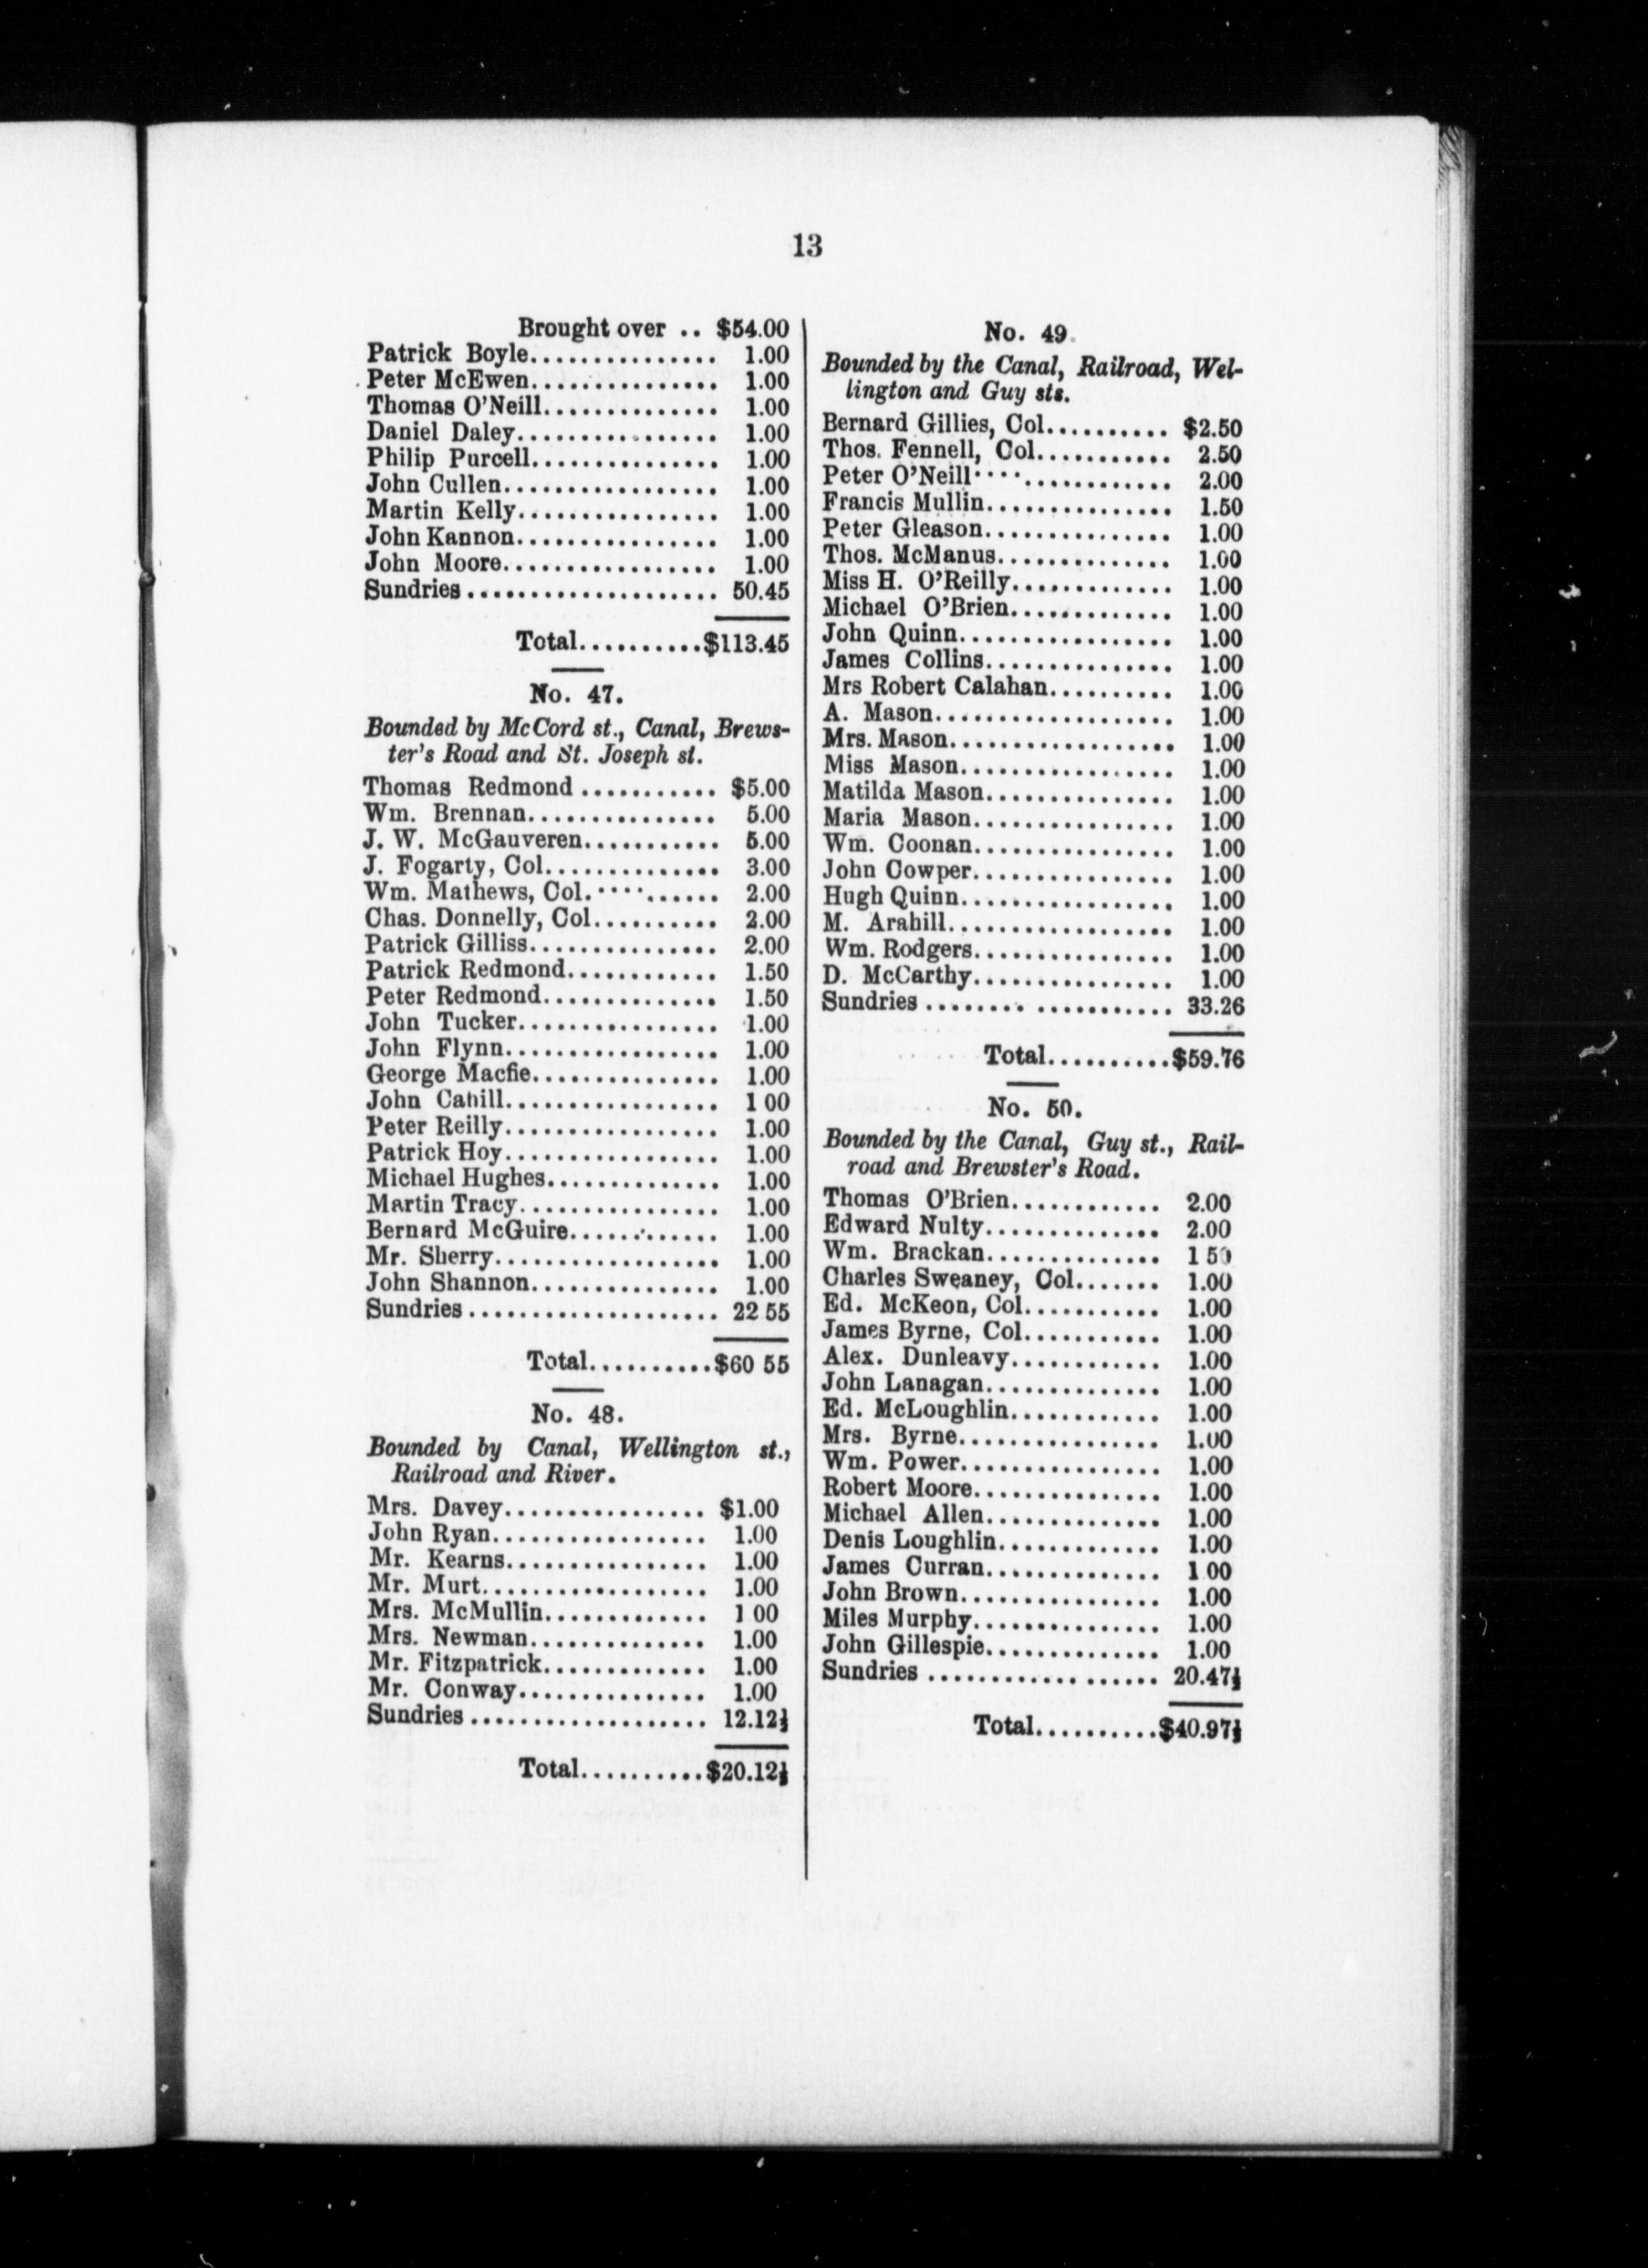 13
Brought over .. $54.00
Patrick Boyle............... 1.00
Peter McEwen............... 1.00
Thomas O'Neill.............. 1.00
Daniel Daley................ 1.00
Philip Purcell............... 1.00
John Cullen................. 1.00
Martin Kelly................ 1.00
John Kannon................ 1.00
John Moore................. 1.00
Sundries .................... 50.45
Total..........$113.45
No. 47.
Bounded by McCord st., Canal, Brews-
ter's Road and St. Joseph st.
Thomas Redmond ........... $5.00
Wm. Brennan............... 5.00
J. W. McGauveren........... 5.00
J. Fogarty, Col.............. 3.00
Wm. Mathews, Col. .......... 2.00
Chas. Donnelly, Col.......... 2.00
Patrick Gilliss............... 2.00
Patrick Redmond............ 1.50
Peter Redmond.............. 1.50
John Tucker................ 1.00
John Flynn................. 1.00
George Macfie............... 1.00
John Cahill................. 1 00
Peter Reilly................. 1.00
Patrick Hoy................. 1.00
Michael Hughes.............. 1.00
Martin Tracy................ 1.00
Bernard McGuire............ 1.00
Mr. Sherry.................. 1.00
John Shannon............... 1.00
Sundries .................... 22 55
Total..........$60 55
No. 48.
Bounded by Canal, Wellington st.,
Railroad and River.
Mrs. Davey................ $1.00
John Ryan................. 1.00
Mr. Kearns................ 1.00
Mr. Murt.................. 1.00
Mrs. McMullin............. 1 00
Mrs. Newman.............. 1.00
Mr. Fitzpatrick............. 1.00
Mr. Conway............... 1.00
Sundries ................... 12.12½
Total..........$20.12½
No. 49.
Bounded by the Canal, Railroad, Wel-
lington and Guy sts.
Bernard Gillies, Col.......... $2.50
Thos. Fennell, Col........... 2.50
Peter O'Neill................ 2.00
Francis Mullin............... 1.50
Peter Gleason............... 1.00
Thos. McManus.............. 1.00
Miss H. O'Reilly............. 1.00
Michael O'Brien............. 1.00
John Quinn................. 1.00
James Collins............... 1.00
Mrs Robert Calahan.......... 1.00
A. Mason................... 1.00
Mrs. Mason.................. 1.00
Miss Mason................. 1.00
Matilda Mason............... 1.00
Maria Mason................ 1.00
Wm. Coonan................ 1.00
John Cowper................ 1.00
Hugh Quinn................. 1.00
M. Arahill.................. 1.00
Wm. Rodgers................ 1.00
D. McCarthy................ 1.00
Sundries ........ ........... 33.26
Total..........$59.76
No. 50.
Bounded by the Canal, Guy st., Rail-
road and Brewster's Road.
Thomas O'Brien............ 2.00
Edward Nulty.............. 2.00
Wm. Brackan.............. 1 50
Charles Sweaney, Col....... 1.00
Ed. McKeon, Col........... 1.00
James Byrne, Col........... 1.00
Alex. Dunleavy............ 1.00
John Lanagan.............. 1.00
Ed. McLoughlin............ 1.00
Mrs. Byrne................ 1.00
Wm. Power................ 1.00
Robert Moore............... 1.00
Michael Allen.............. 1.00
Denis Loughlin............. 1.00
James Curran.............. 1 00
John Brown................ 1.00
Miles Murphy............... 1.00
John Gillespie.............. 1.00
Sundries ............ ...... 20.47½
Total..........$40.97½